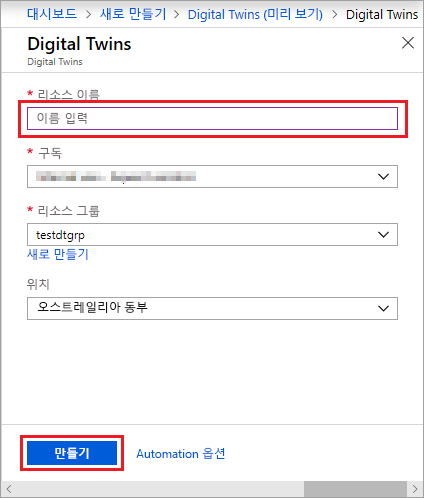 대시보드 > 새로 만들기 > Digital Twins (미리 보기) > Digital Twins
Digital Twins
Digital Twins
* 리소스 이름
이름 입력
* 구독
* 리소스 그룹
testdtgrp
새로 만들기
위치
오스트레일리아 동부
만들기 Automation 옵션